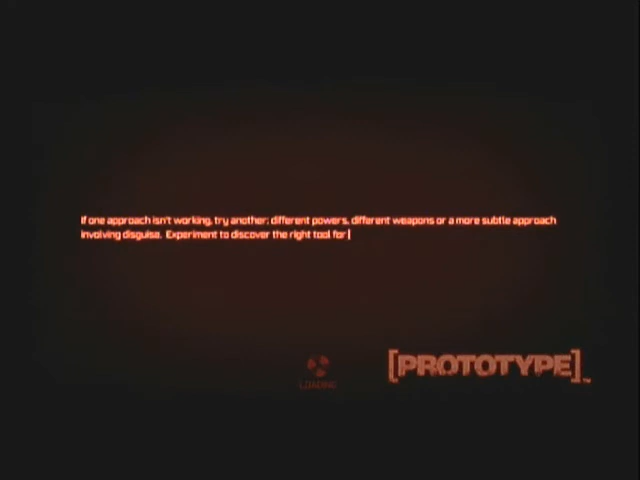 If one approach isn't working, try another; different powers, different weapons or a more subtle approach
involving disguise. Experiment to discover the right tool for
LOADING
[PROTOTYPE]™